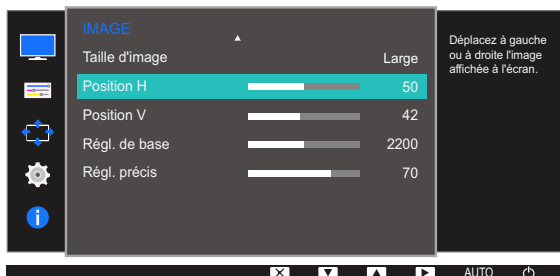 IMAGE
Taille d'image Large
Position H 50
Position V 42
Régl. de base 2200
Régl. précis 70
Déplacez à gauche
ou à droite l'image
affichée à l'écran.
AUTO